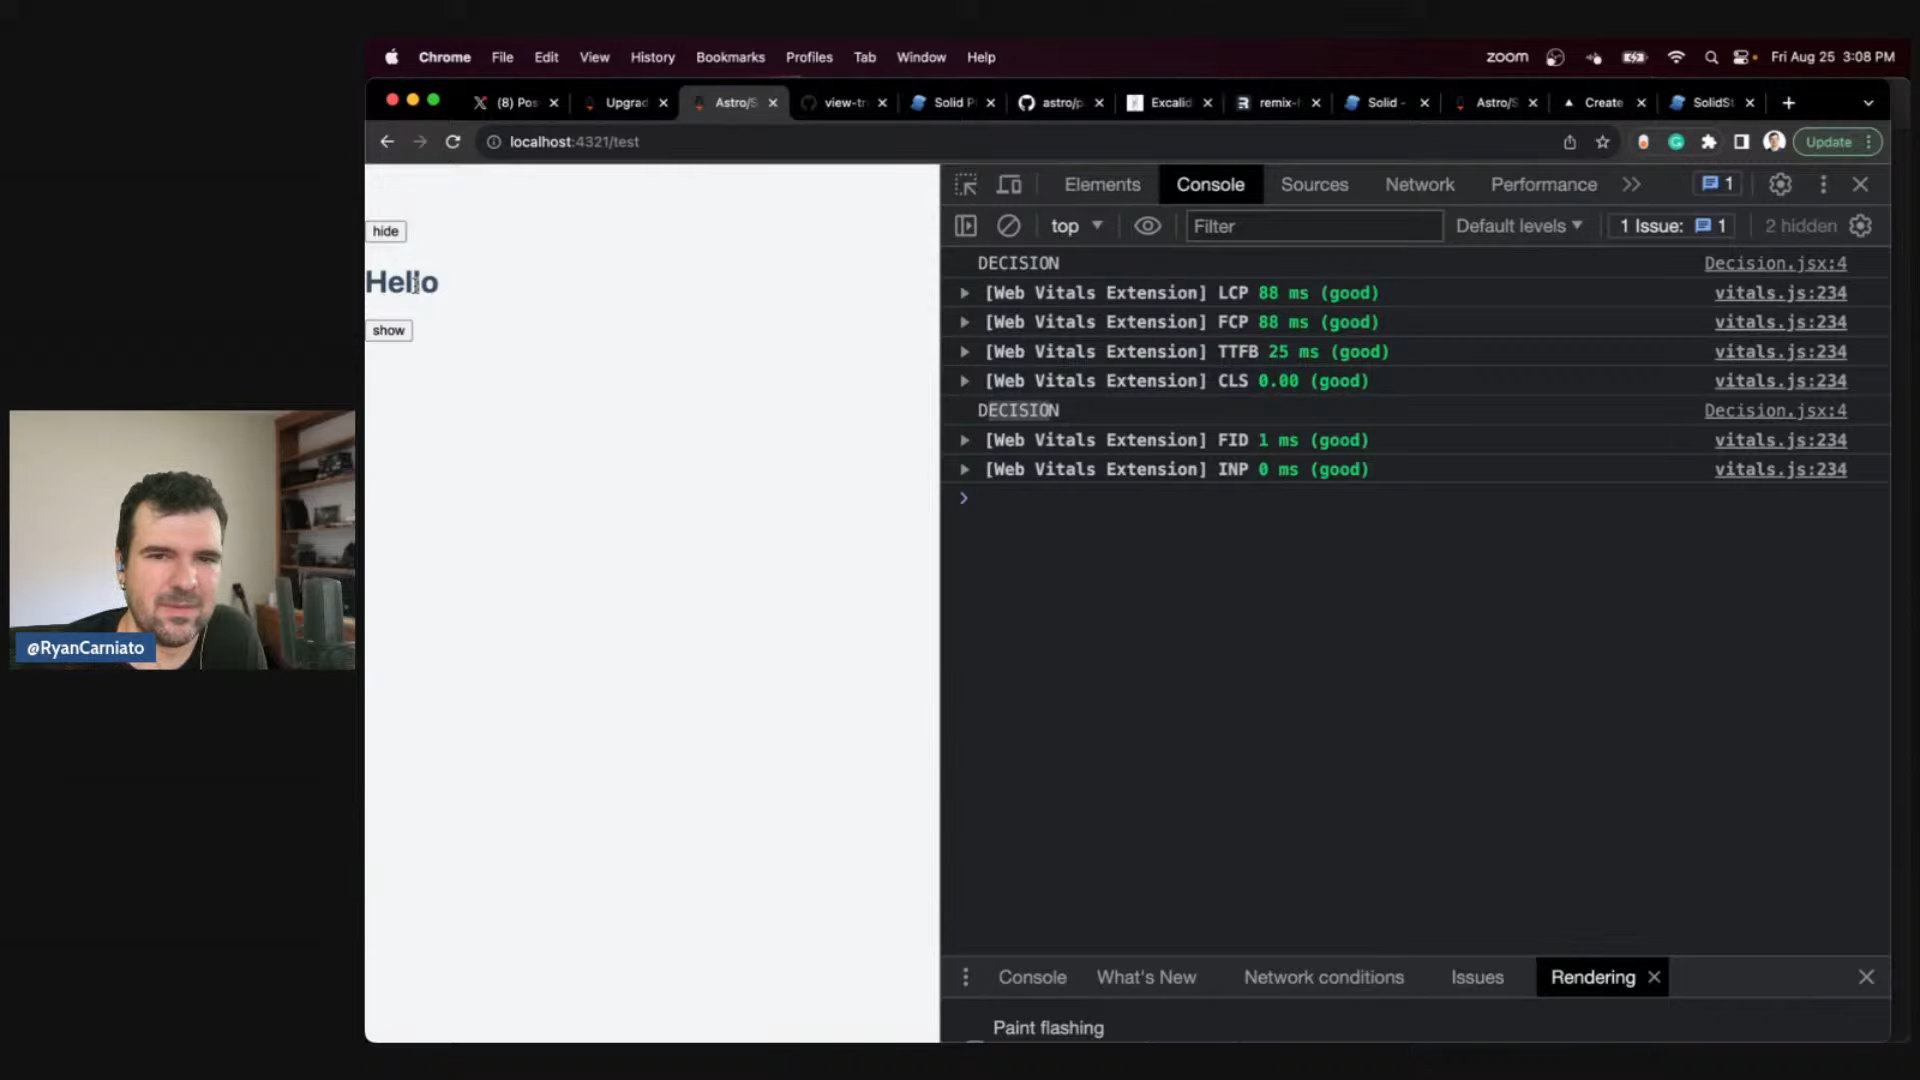 Chrome File Edit View History Bookmarks Profiles Tab Window Help
zoom Fri Aug 25 3:08 PM
(8) Pos Upgrad Astro/S view-tr Solid P astro/p Excalid remix- Solid - Astro/S Create SolidSt
localhost:4321/test
Update
hide
Hello
show
Elements Console Sources Network Performance 1
top Filter Default levels 1 Issue: 1 2 hidden
DECISION Decision.jsx:4
[Web Vitals Extension] LCP 88 ms (good) vitals.js:234
[Web Vitals Extension] FCP 88 ms (good) vitals.js:234
[Web Vitals Extension] TTFB 25 ms (good) vitals.js:234
[Web Vitals Extension] CLS 0.00 (good) vitals.js:234
DECISION Decision.jsx:4
[Web Vitals Extension] FID 1 ms (good) vitals.js:234
[Web Vitals Extension] INP 0 ms (good) vitals.js:234
Console What's New Network conditions Issues Rendering
Paint flashing
@RyanCarniato